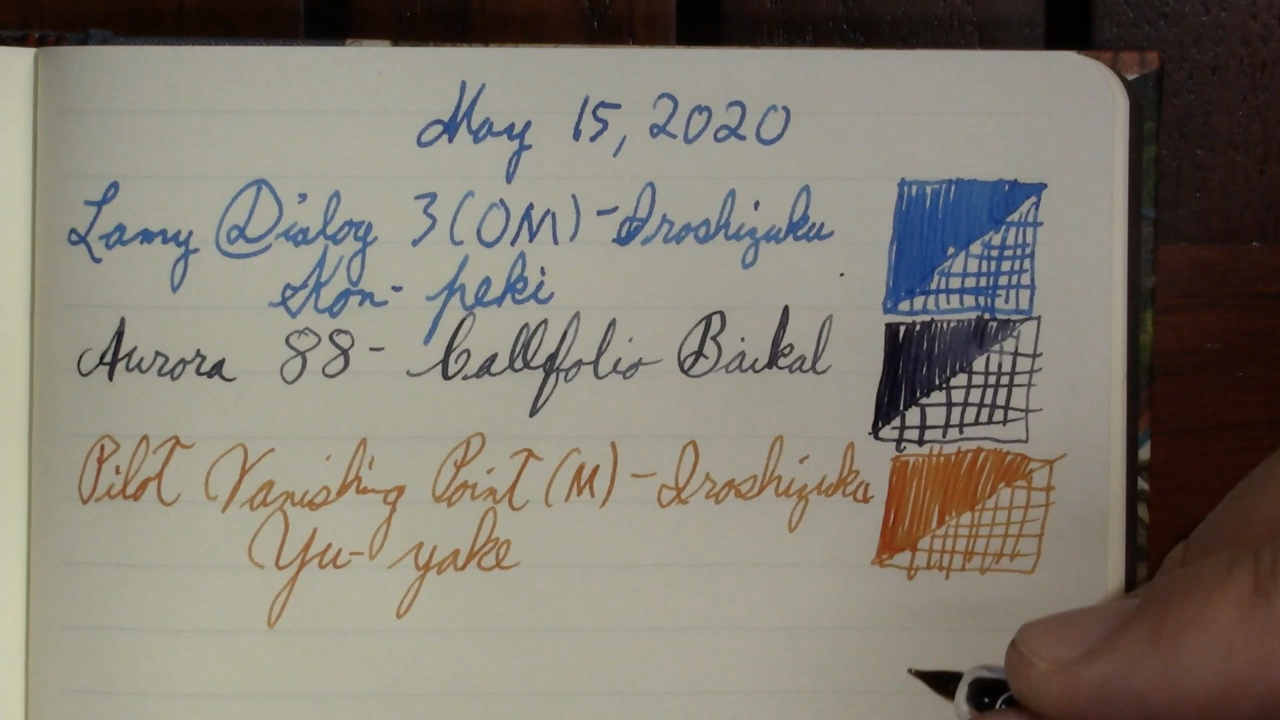 May 15, 2020
Lamy Dialog 3 (OM) - Iroshizuku
Kon-peki
Aurora 88 - Callifolio Baikal
Pilot Vanishing Point (M) - Iroshizuku
Yu-yake